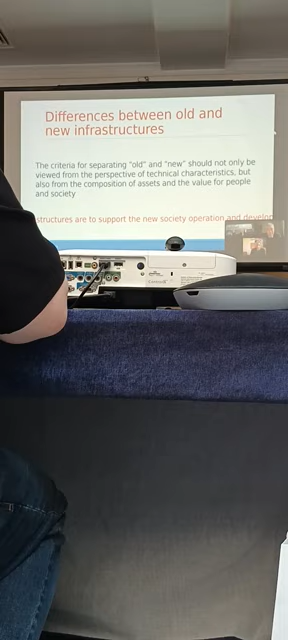 Differences between old and
new infrastructures
The criteria for separating "old" and "new" should not only be
viewed from the perspective of technical characteristics, but
also from the composition of assets and the value for people
and society
structures are to support the new society operation and develop